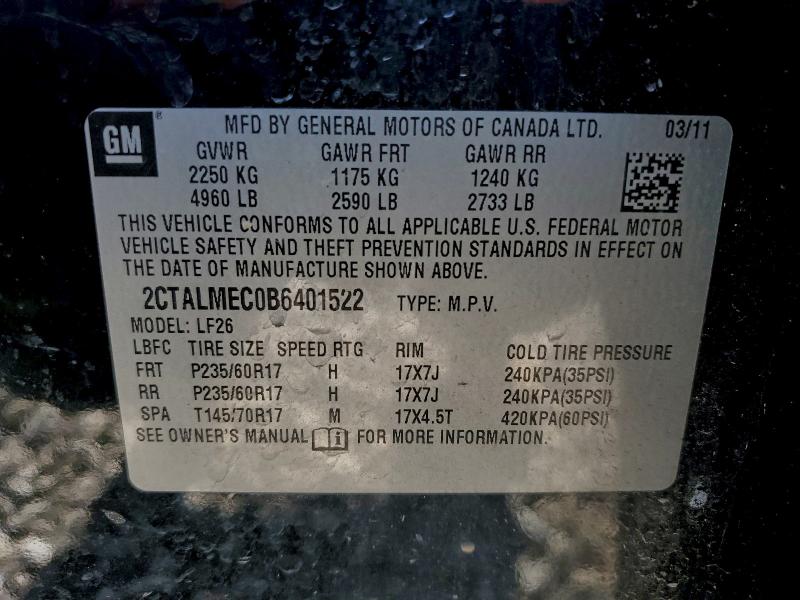 GM® MFD BY GENERAL MOTORS OF CANADA LTD. 03/11
GVWR GAWR FRT GAWR RR
2250 KG 1175 KG 1240 KG
4960 LB 2590 LB 2733 LB
THIS VEHICLE CONFORMS TO ALL APPLICABLE U.S. FEDERAL MOTOR
VEHICLE SAFETY AND THEFT PREVENTION STANDARDS IN EFFECT ON
THE DATE OF MANUFACTURE SHOWN ABOVE.
2CTALMEC0B6401522 TYPE: M.P.V.
MODEL: LF26
LBFC TIRE SIZE SPEED RTG RIM COLD TIRE PRESSURE
FRT P235/60R17 H 17X7J 240KPA(35PSI)
RR P235/60R17 H 17X7J 240KPA(35PSI)
SPA T145/70R17 M 17X4.5T 420KPA(60PSI)
SEE OWNER'S MANUAL i FOR MORE INFORMATION.